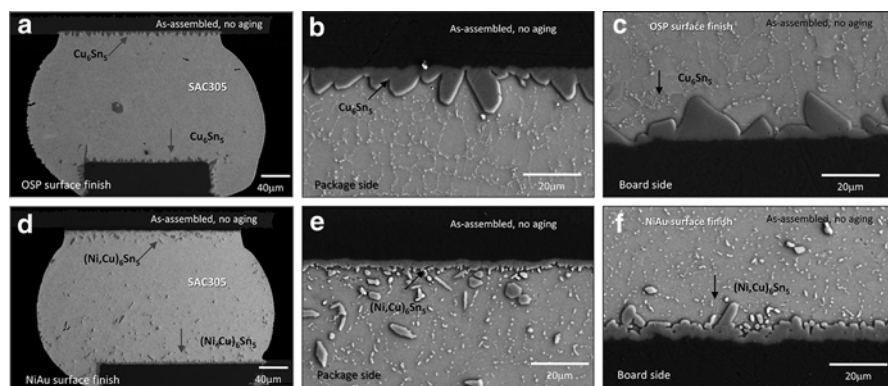 a
As-assembled, no aging
Cu6Sn5
SAC305
Cu6Sn5
OSP surface finish
40µm
b
As-assembled, no aging
Cu6Sn5
Package side
20µm
c
OSP surface finish
As-assembled, no aging
Cu6Sn5
Board side
20µm
d
As-assembled, no aging
(Ni,Cu)6Sn5
SAC305
(Ni,Cu)6Sn5
NiAu surface finish
40µm
e
As-assembled, no aging
(Ni,Cu)6Sn5
Package side
20µm
f
NiAu surface finish
As-assembled, no aging
(Ni,Cu)6Sn5
Board side
20µm